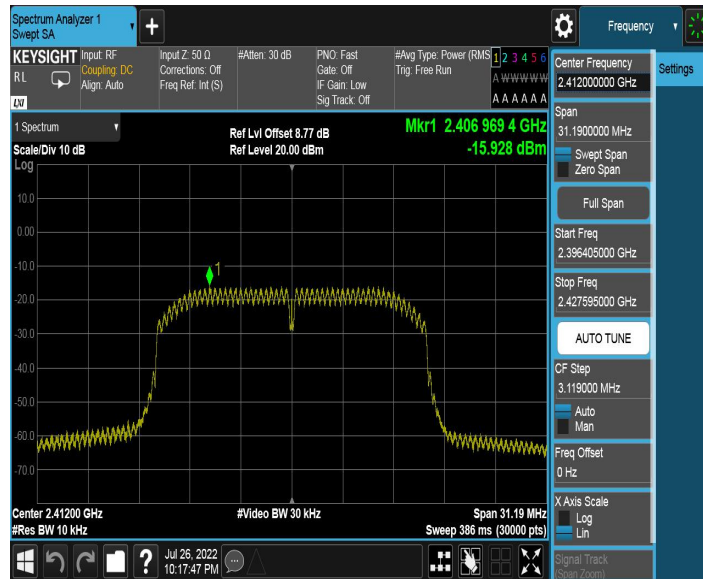 Spectrum Analyzer 1
Swept SA
+
Frequency
KEYSIGHT
Input: RF
Coupling: DC
Align: Auto
Input Z: 50 Ω
Corrections: Off
Freq Ref: Int (S)
#Atten: 30 dB
PNO: Fast
Gate: Off
IF Gain: Low
Sig Track: Off
#Avg Type: Power (RMS
Trig: Free Run
1 2 3 4 5 6
A W W W W W
A A A A A A
RL
LXI
1 Spectrum
Scale/Div 10 dB
Ref Lvl Offset 8.77 dB
Ref Level 20.00 dBm
Mkr1 2.406 969 4 GHz
-15.928 dBm
Log
10.0
0.00
-10.0
-20.0
-30.0
-40.0
-50.0
-60.0
-70.0
1
Center 2.41200 GHz
#Res BW 10 kHz
#Video BW 30 kHz
Span 31.19 MHz
Sweep 386 ms (30000 pts)
?
Jul 26, 2022
10:17:47 PM
Center Frequency
2.412000000 GHz
Settings
Span
31.1900000 MHz
Swept Span
Zero Span
Full Span
Start Freq
2.396405000 GHz
Stop Freq
2.427595000 GHz
AUTO TUNE
CF Step
3.119000 MHz
Auto
Man
Freq Offset
0 Hz
X Axis Scale
Log
Lin
Signal Track
(Span Zoom)